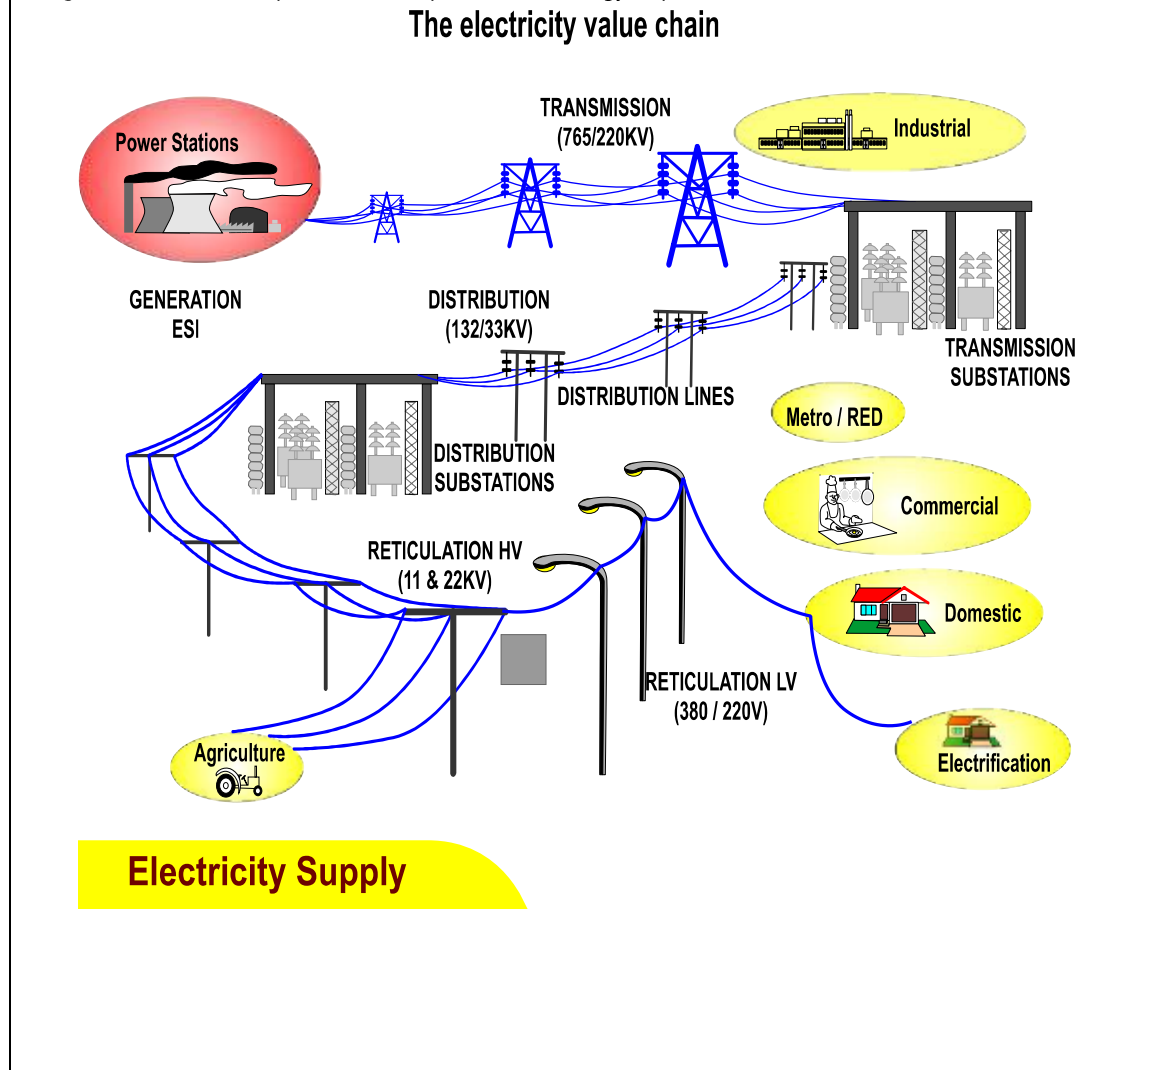 The electricity value chain
TRANSMISSION
(765/220KV)
Industrial
Power Stations
GENERATION
ESI
DISTRIBUTION
(132/33KV)
TRANSMISSION
SUBSTATIONS
DISTRIBUTION LINES
Metro / RED
DISTRIBUTION
SUBSTATIONS
Commercial
RETICULATION HV
(11 & 22KV)
Domestic
RETICULATION LV
(380 / 220V)
Agriculture
Electrification
Electricity Supply